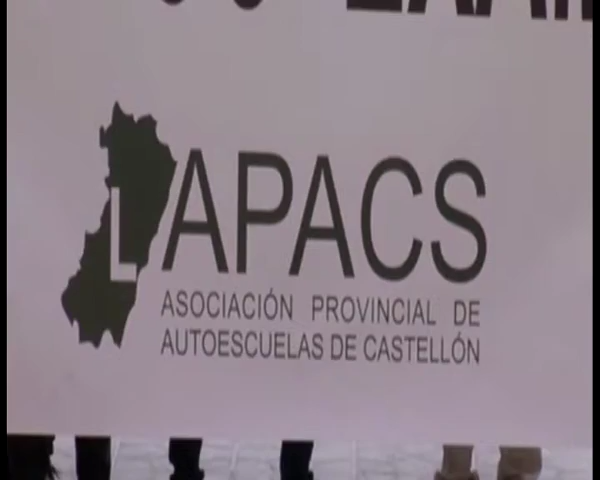 L APACS
ASOCIACIÓN PROVINCIAL DE
AUTOESCUELAS DE CASTELLÓN